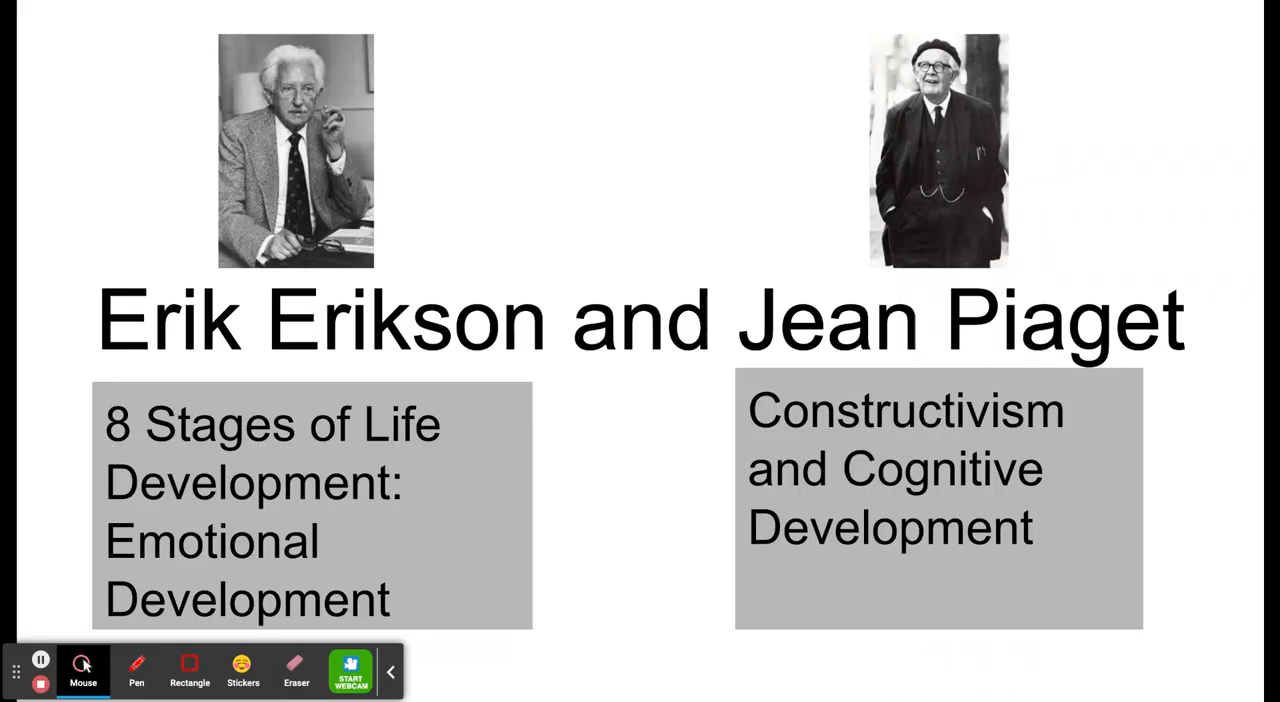 Erik Erikson and Jean Piaget
8 Stages of Life
Development:
Emotional
Development
Constructivism
and Cognitive
Development
Mouse
Pen
Rectangle
Stickers
Eraser
START
WEBCAM